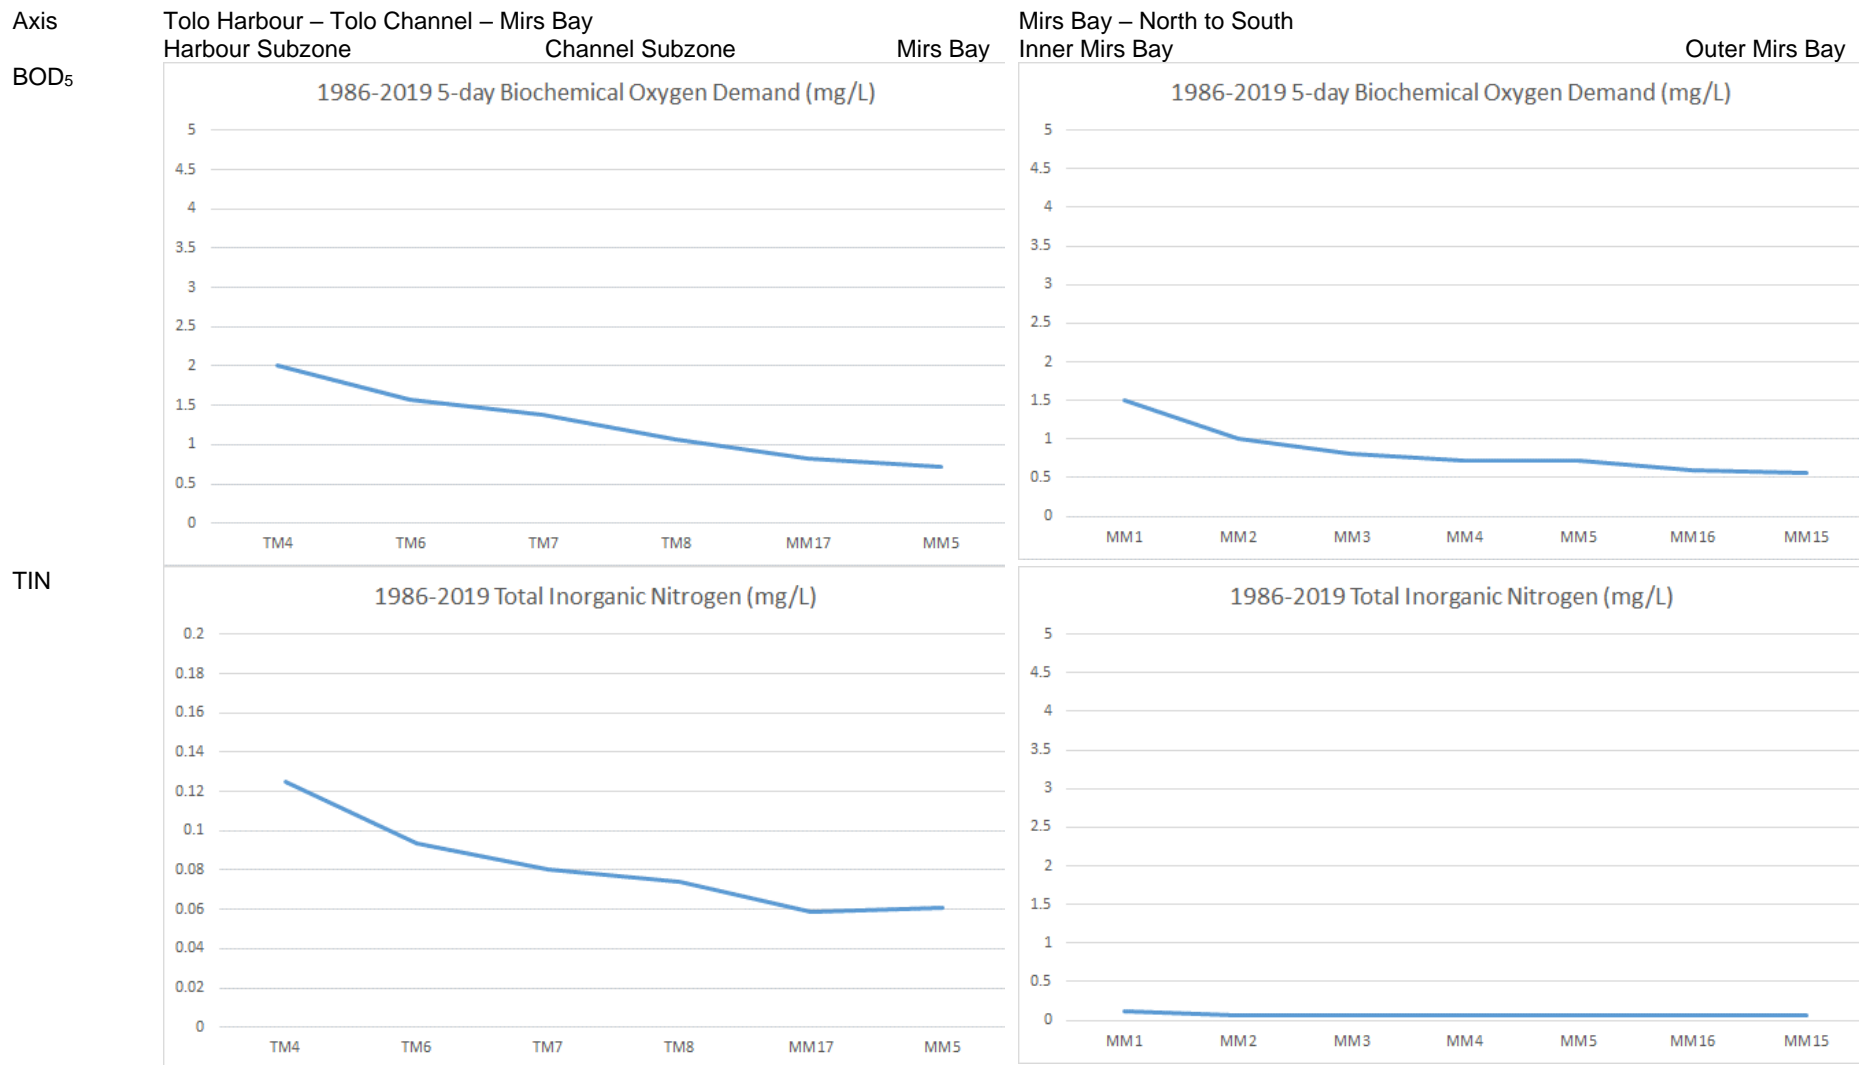 Axis
Tolo Harbour – Tolo Channel – Mirs Bay
Mirs Bay – North to South
Harbour Subzone Channel Subzone Mirs Bay
Inner Mirs Bay Outer Mirs Bay
BOD5
1986-2019 5-day Biochemical Oxygen Demand (mg/L)
5
4.5
4
3.5
3
2.5
2
1.5
1
0.5
0
TM4 TM6 TM7 TM8 MM17 MM5
1986-2019 5-day Biochemical Oxygen Demand (mg/L)
5
4.5
4
3.5
3
2.5
2
1.5
1
0.5
0
MM1 MM2 MM3 MM4 MM5 MM16 MM15
TIN
1986-2019 Total Inorganic Nitrogen (mg/L)
0.2
0.18
0.16
0.14
0.12
0.1
0.08
0.06
0.04
0.02
0
TM4 TM6 TM7 TM8 MM17 MM5
1986-2019 Total Inorganic Nitrogen (mg/L)
5
4.5
4
3.5
3
2.5
2
1.5
1
0.5
0
MM1 MM2 MM3 MM4 MM5 MM16 MM15